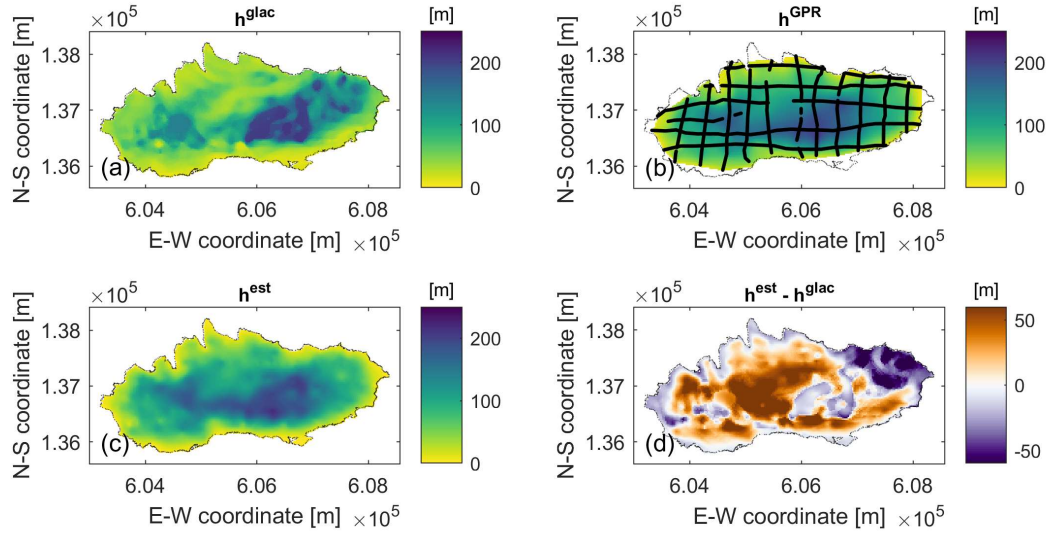 ×10⁵ h^glac [m]
N-S coordinate [m]
1.38
1.37
1.36
(a)
6.04 6.06 6.08
E-W coordinate [m] ×10⁵
200
100
0
×10⁵ h^GPR [m]
N-S coordinate [m]
1.38
1.37
1.36
(b)
6.04 6.06 6.08
E-W coordinate [m] ×10⁵
200
100
0
×10⁵ h^est [m]
N-S coordinate [m]
1.38
1.37
1.36
(c)
6.04 6.06 6.08
E-W coordinate [m] ×10⁵
200
100
0
×10⁵ h^est - h^glac [m]
N-S coordinate [m]
1.38
1.37
1.36
(d)
6.04 6.06 6.08
E-W coordinate [m] ×10⁵
50
0
-50